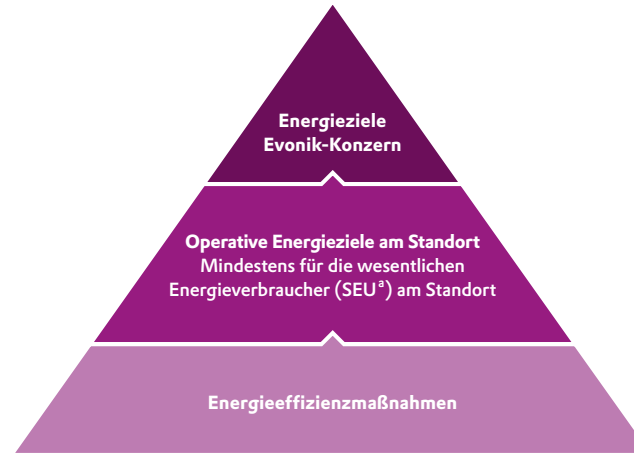 Energieziele
Evonik-Konzern
Operative Energieziele am Standort
Mindestens für die wesentlichen
Energieverbraucher (SEUᵃ) am Standort
Energieeffizienzmaßnahmen